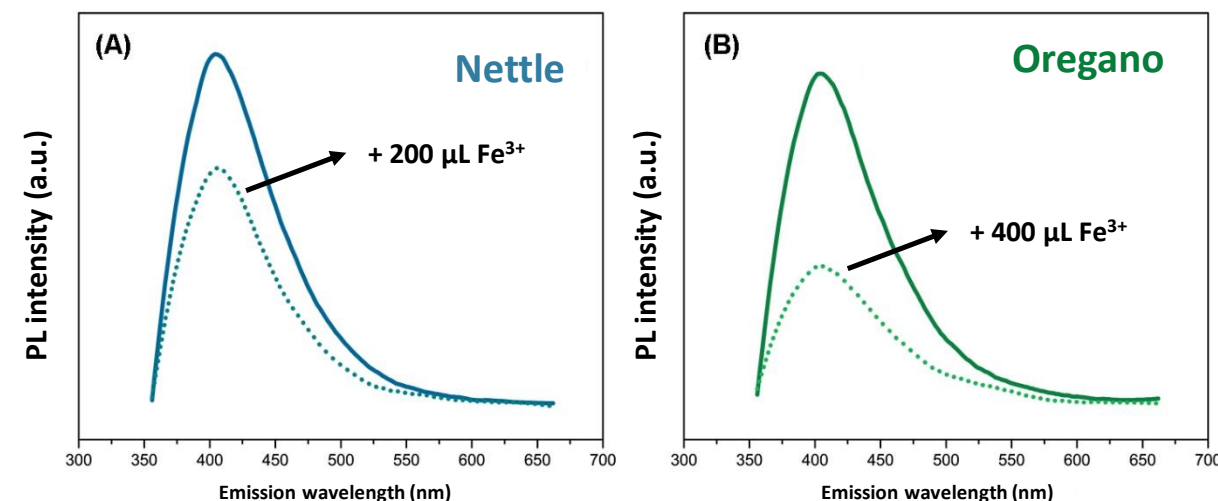 (A)
Nettle
+ 200 µL Fe³⁺
PL intensity (a.u.)
300 350 400 450 500 550 600 650 700
Emission wavelength (nm)
(B)
Oregano
+ 400 µL Fe³⁺
PL intensity (a.u.)
300 350 400 450 500 550 600 650 700
Emission wavelength (nm)